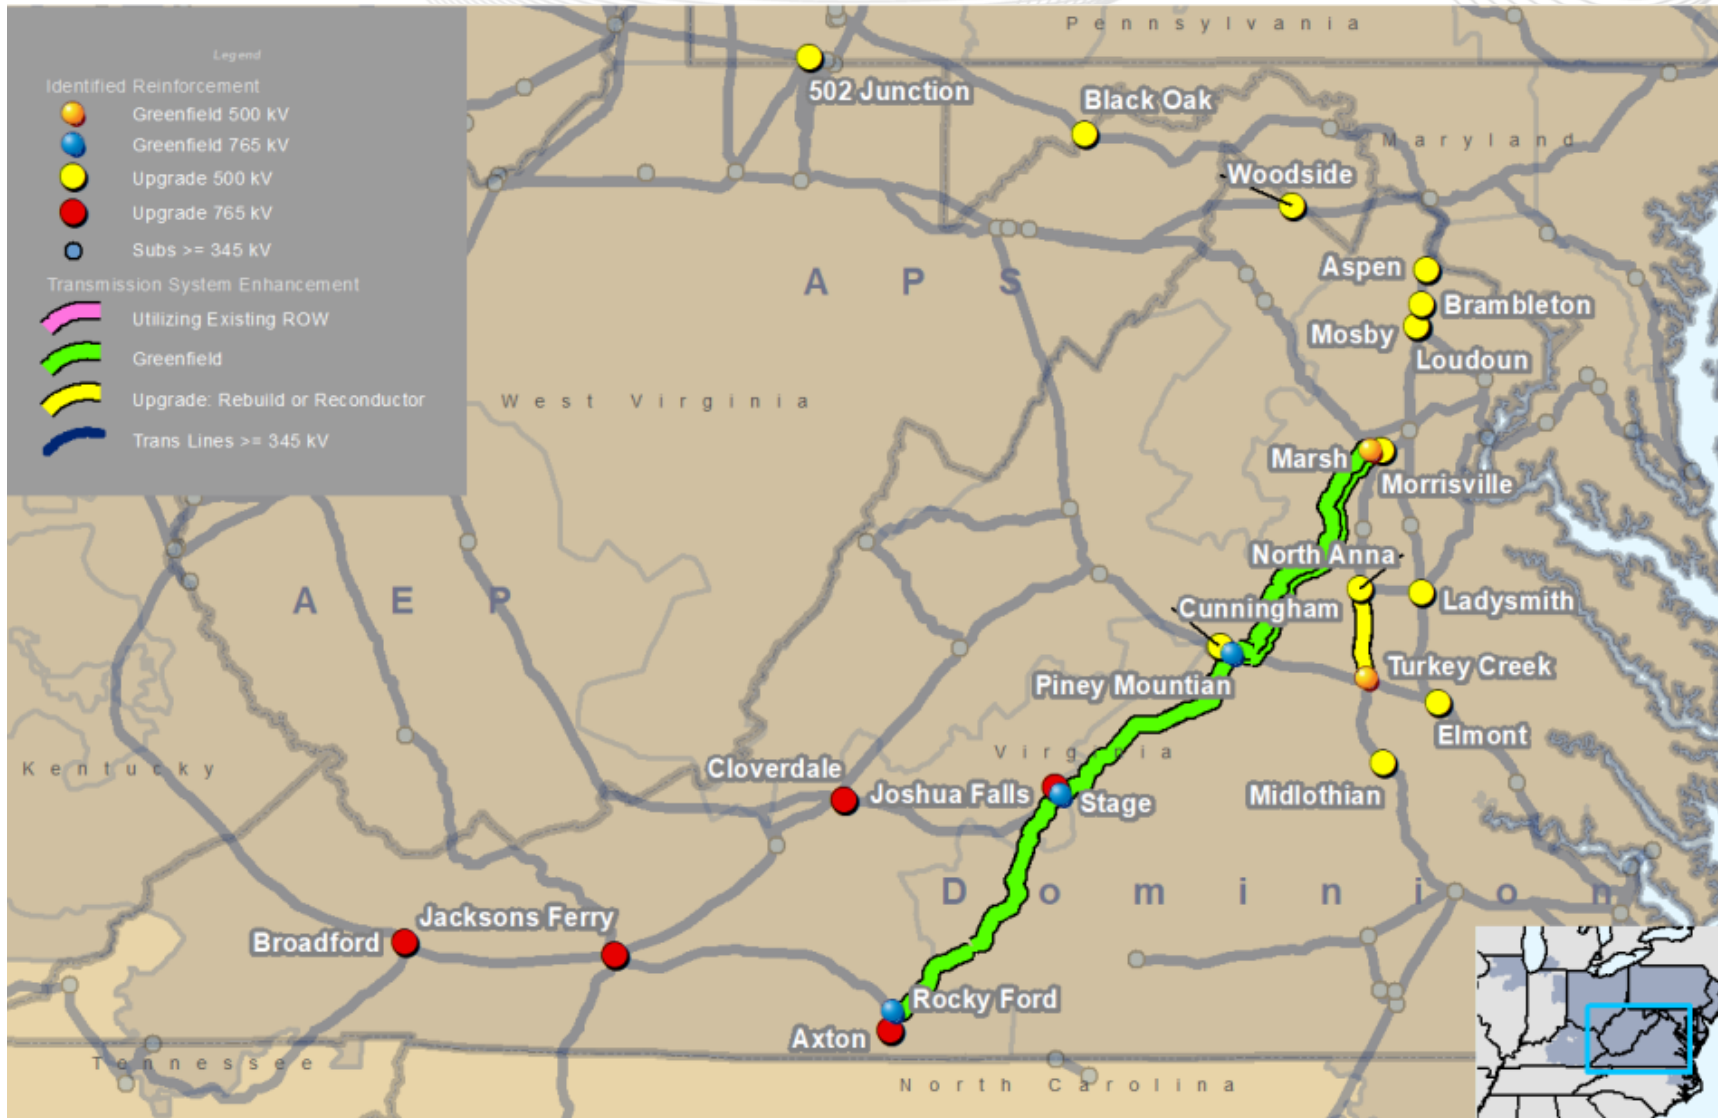 Legend
Identified Reinforcement
Greenfield 500 kV
Greenfield 765 kV
Upgrade 500 kV
Upgrade 765 kV
Subs >= 345 kV
Transmission System Enhancement
Utilizing Existing ROW
Greenfield
Upgrade: Rebuild or Reconductor
Trans Lines >= 345 kV
Pennsylvania
502 Junction
Black Oak
Maryland
Woodside
Aspen
APS
Brambleton
Mosby
Loudoun
West Virginia
Marsh
Morrisville
North Anna
AEP
Cunningham
Ladysmith
Turkey Creek
Piney Mountian
Elmont
Virginia
Kentucky
Cloverdale
Joshua Falls
Stage
Midlothian
Dominion
Jacksons Ferry
Broadford
Rocky Ford
Axton
Tennessee
North Carolina